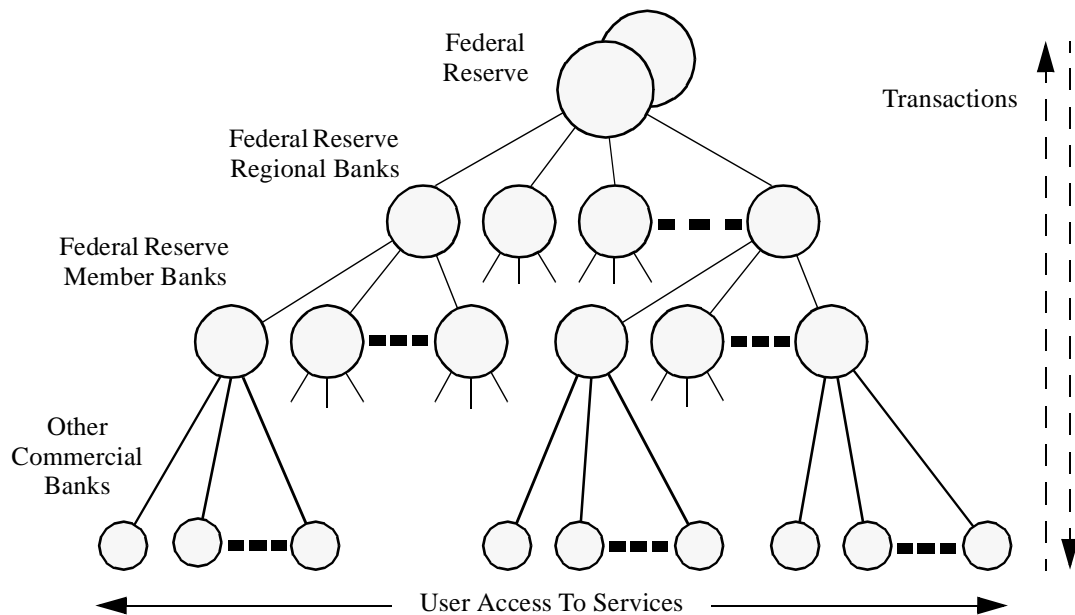 Federal
Reserve
Transactions
Federal Reserve
Regional Banks
Federal Reserve
Member Banks
Other
Commercial
Banks
User Access To Services